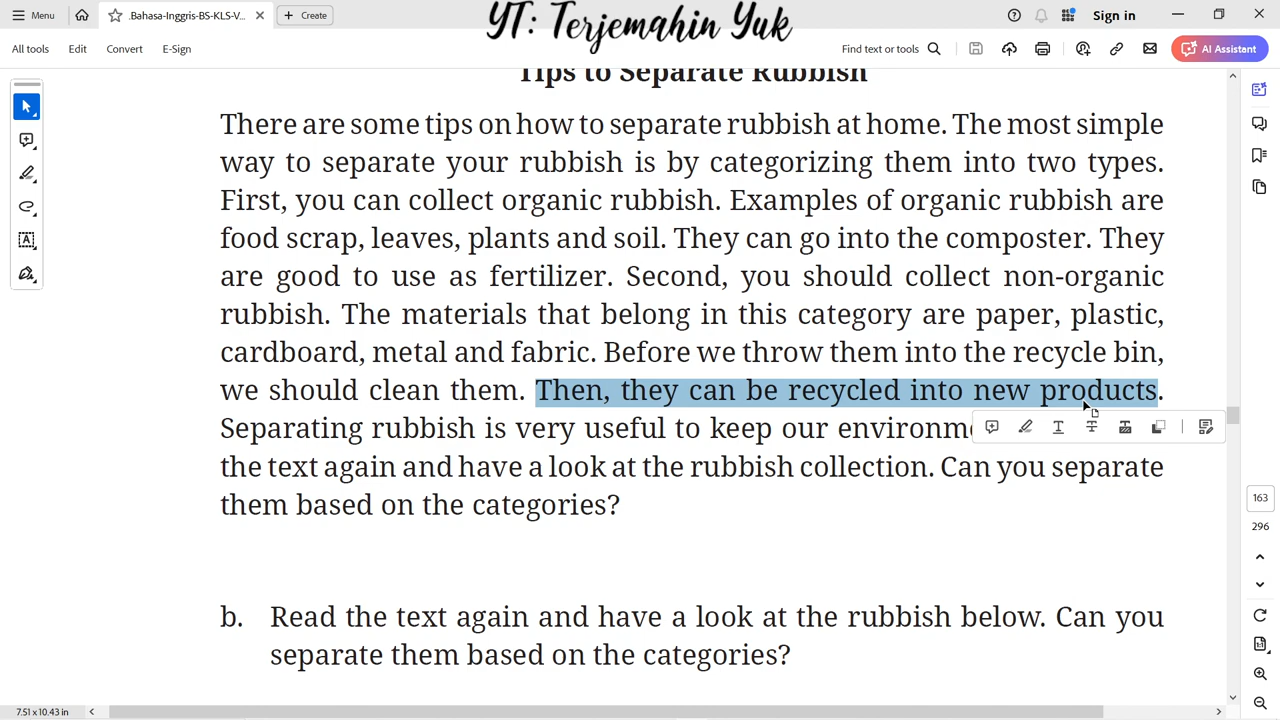 Menu
.Bahasa-Inggris-BS-KLS-V...
Create
YT: Terjemahin Yuk
Sign in
All tools
Edit
Convert
E-Sign
Find text or tools
AI Assistant
Tips to Separate Rubbish
There are some tips on how to separate rubbish at home. The most simple
way to separate your rubbish is by categorizing them into two types.
First, you can collect organic rubbish. Examples of organic rubbish are
food scrap, leaves, plants and soil. They can go into the composter. They
are good to use as fertilizer. Second, you should collect non-organic
rubbish. The materials that belong in this category are paper, plastic,
cardboard, metal and fabric. Before we throw them into the recycle bin,
we should clean them. Then, they can be recycled into new products.
Separating rubbish is very useful to keep our environme
the text again and have a look at the rubbish collection. Can you separate
them based on the categories?
b. Read the text again and have a look at the rubbish below. Can you
separate them based on the categories?
163
296
7.51 x 10.43 in